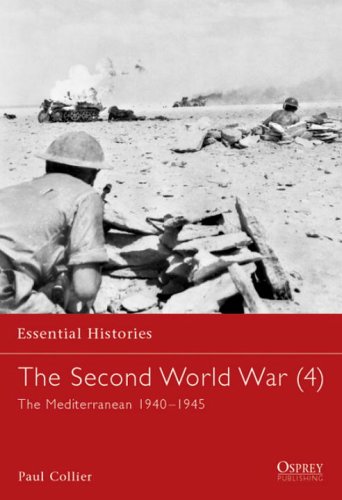 Essential Histories
The Second World War (4)
The Mediterranean 1940–1945
Paul Collier
OSPREY
PUBLISHING